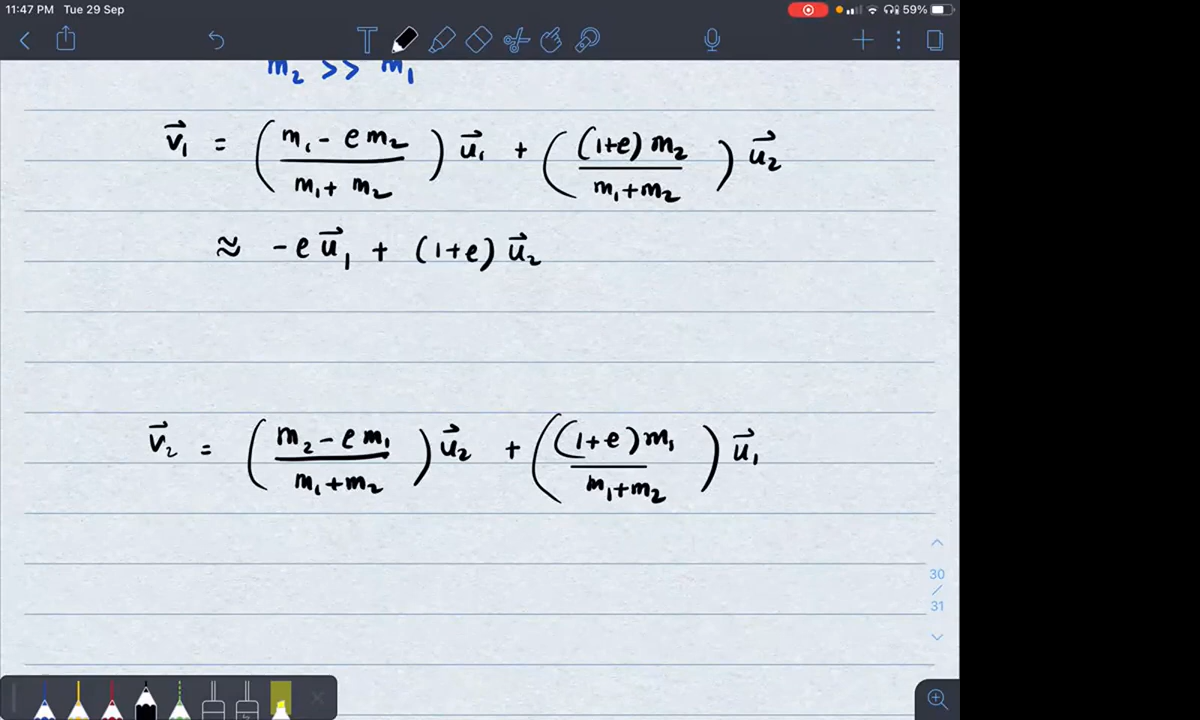 11:47 PM Tue 29 Sep 59%
T
m₂ >> m₁
v⃗₁ = ((m₁ - e m₂)/(m₁ + m₂)) u⃗₁ + (((1+e) m₂)/(m₁+m₂)) u⃗₂
≈ -e u⃗₁ + (1+e) u⃗₂
v⃗₂ = ((m₂ - e m₁)/(m₁+m₂)) u⃗₂ + (((1+e) m₁)/(m₁+m₂)) u⃗₁
30
/
31